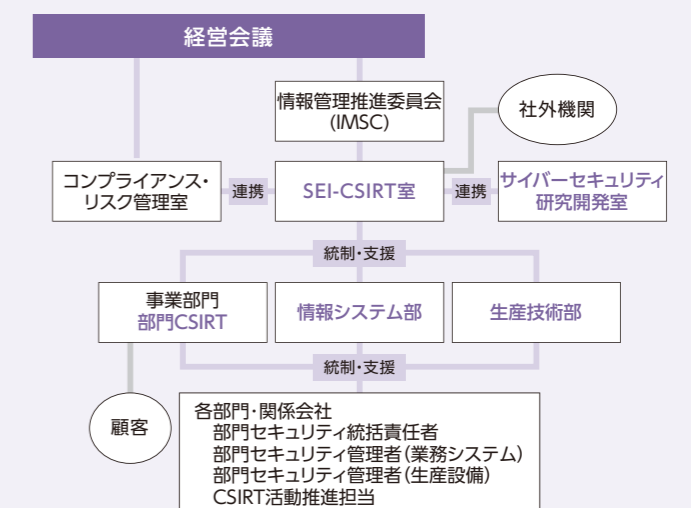 経営会議
情報管理推進委員会
(IMSC)
社外機関
コンプライアンス・
リスク管理室
連携
SEI-CSIRT室
連携
サイバーセキュリティ
研究開発室
統制・支援
事業部門
部門CSIRT
情報システム部
生産技術部
統制・支援
顧客
各部門・関係会社
部門セキュリティ統括責任者
部門セキュリティ管理者(業務システム)
部門セキュリティ管理者(生産設備)
CSIRT活動推進担当